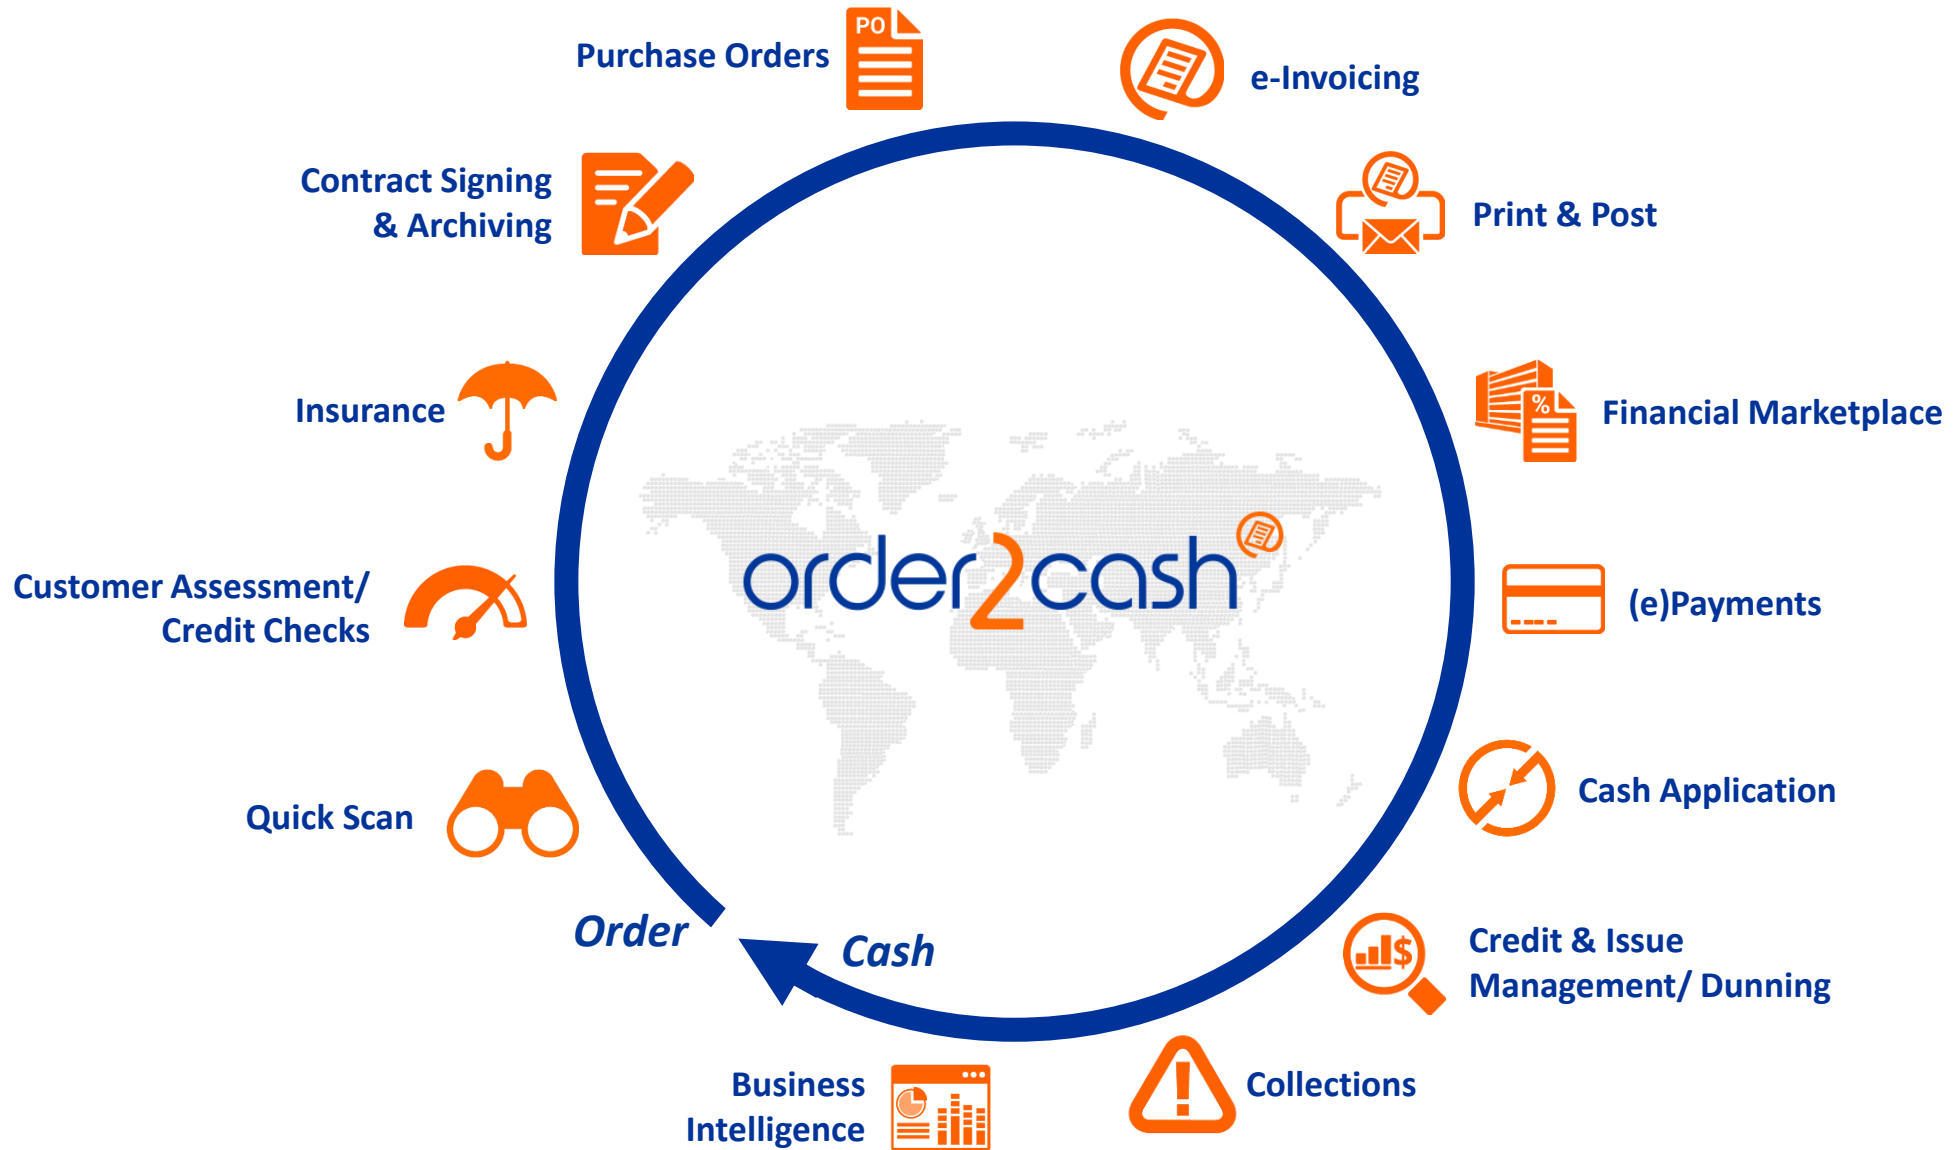 PO
Purchase Orders
e-Invoicing
Contract Signing
& Archiving
Print & Post
Insurance
%
Financial Marketplace
order2cash
Customer Assessment/
Credit Checks
(e)Payments
Quick Scan
Cash Application
Order
Cash
$
Credit & Issue
Management/ Dunning
Business
Intelligence
!
Collections